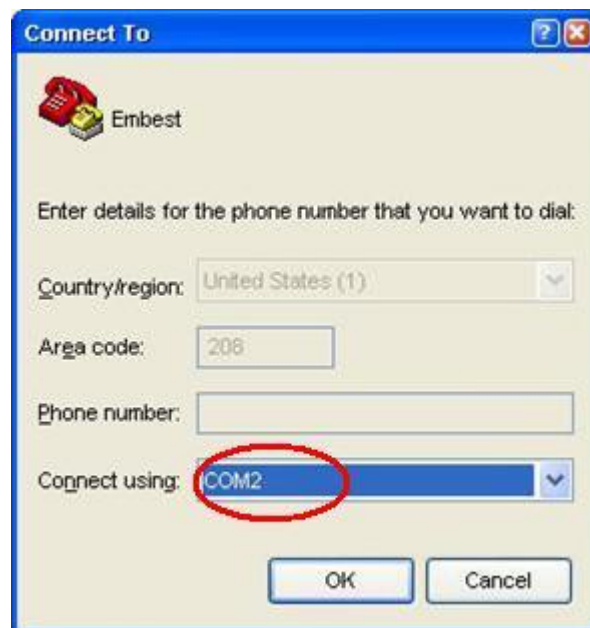 Connect To
Embest
Enter details for the phone number that you want to dial:
Country/region: United States (1)
Area code: 208
Phone number:
Connect using: COM2
OK Cancel